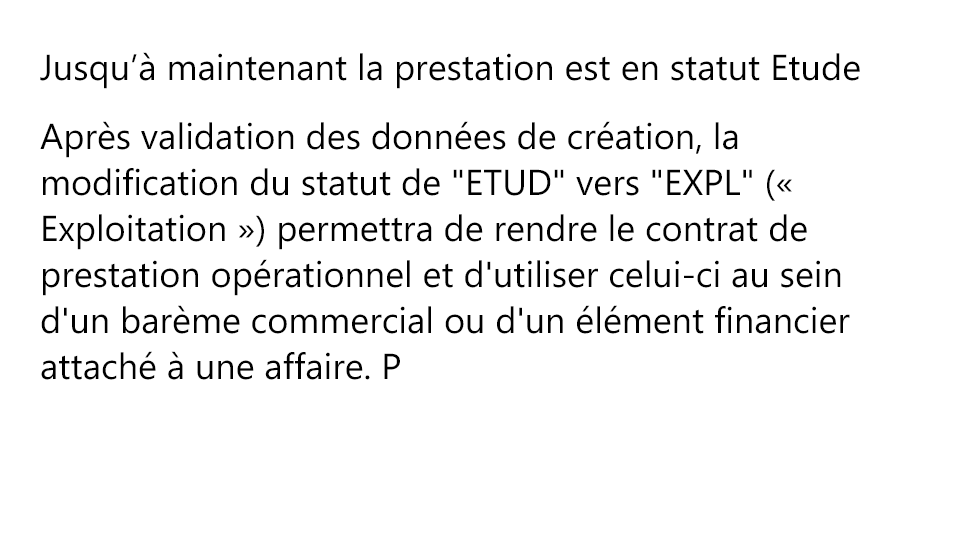 Jusqu’à maintenant la prestation est en statut Etude
Après validation des données de création, la
modification du statut de "ETUD" vers "EXPL" («
Exploitation ») permettra de rendre le contrat de
prestation opérationnel et d'utiliser celui-ci au sein
d'un barème commercial ou d'un élément financier
attaché à une affaire. P